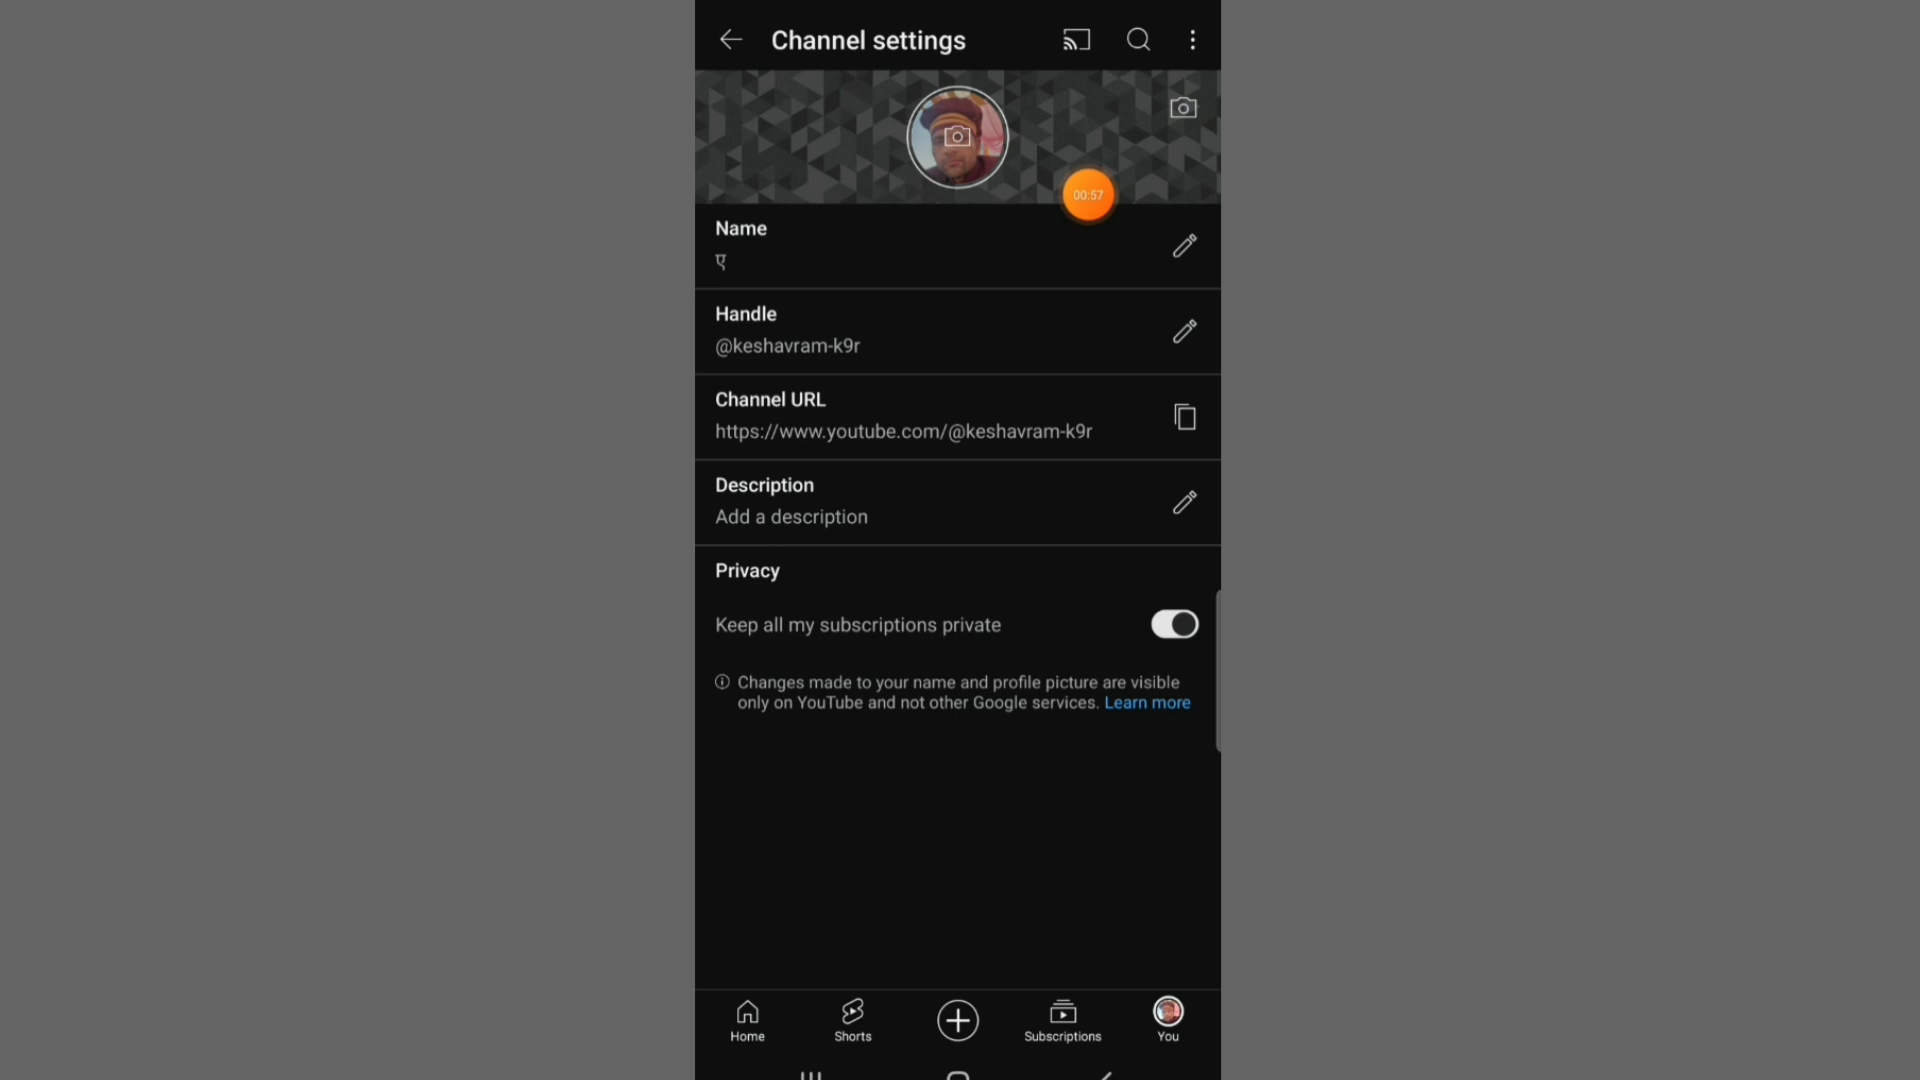 Channel settings
00:57
Name
ए
Handle
@keshavram-k9r
Channel URL
https://www.youtube.com/@keshavram-k9r
Description
Add a description
Privacy
Keep all my subscriptions private
Changes made to your name and profile picture are visible
only on YouTube and not other Google services. Learn more
Home
Shorts
Subscriptions
You